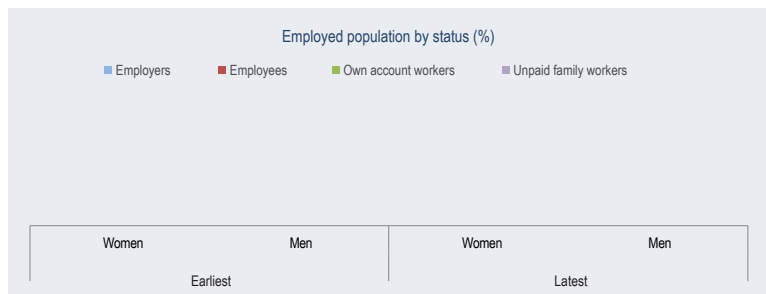 Employed population by status (%)
Employers Employees Own account workers Unpaid family workers
Women Men Women Men
Earliest Latest